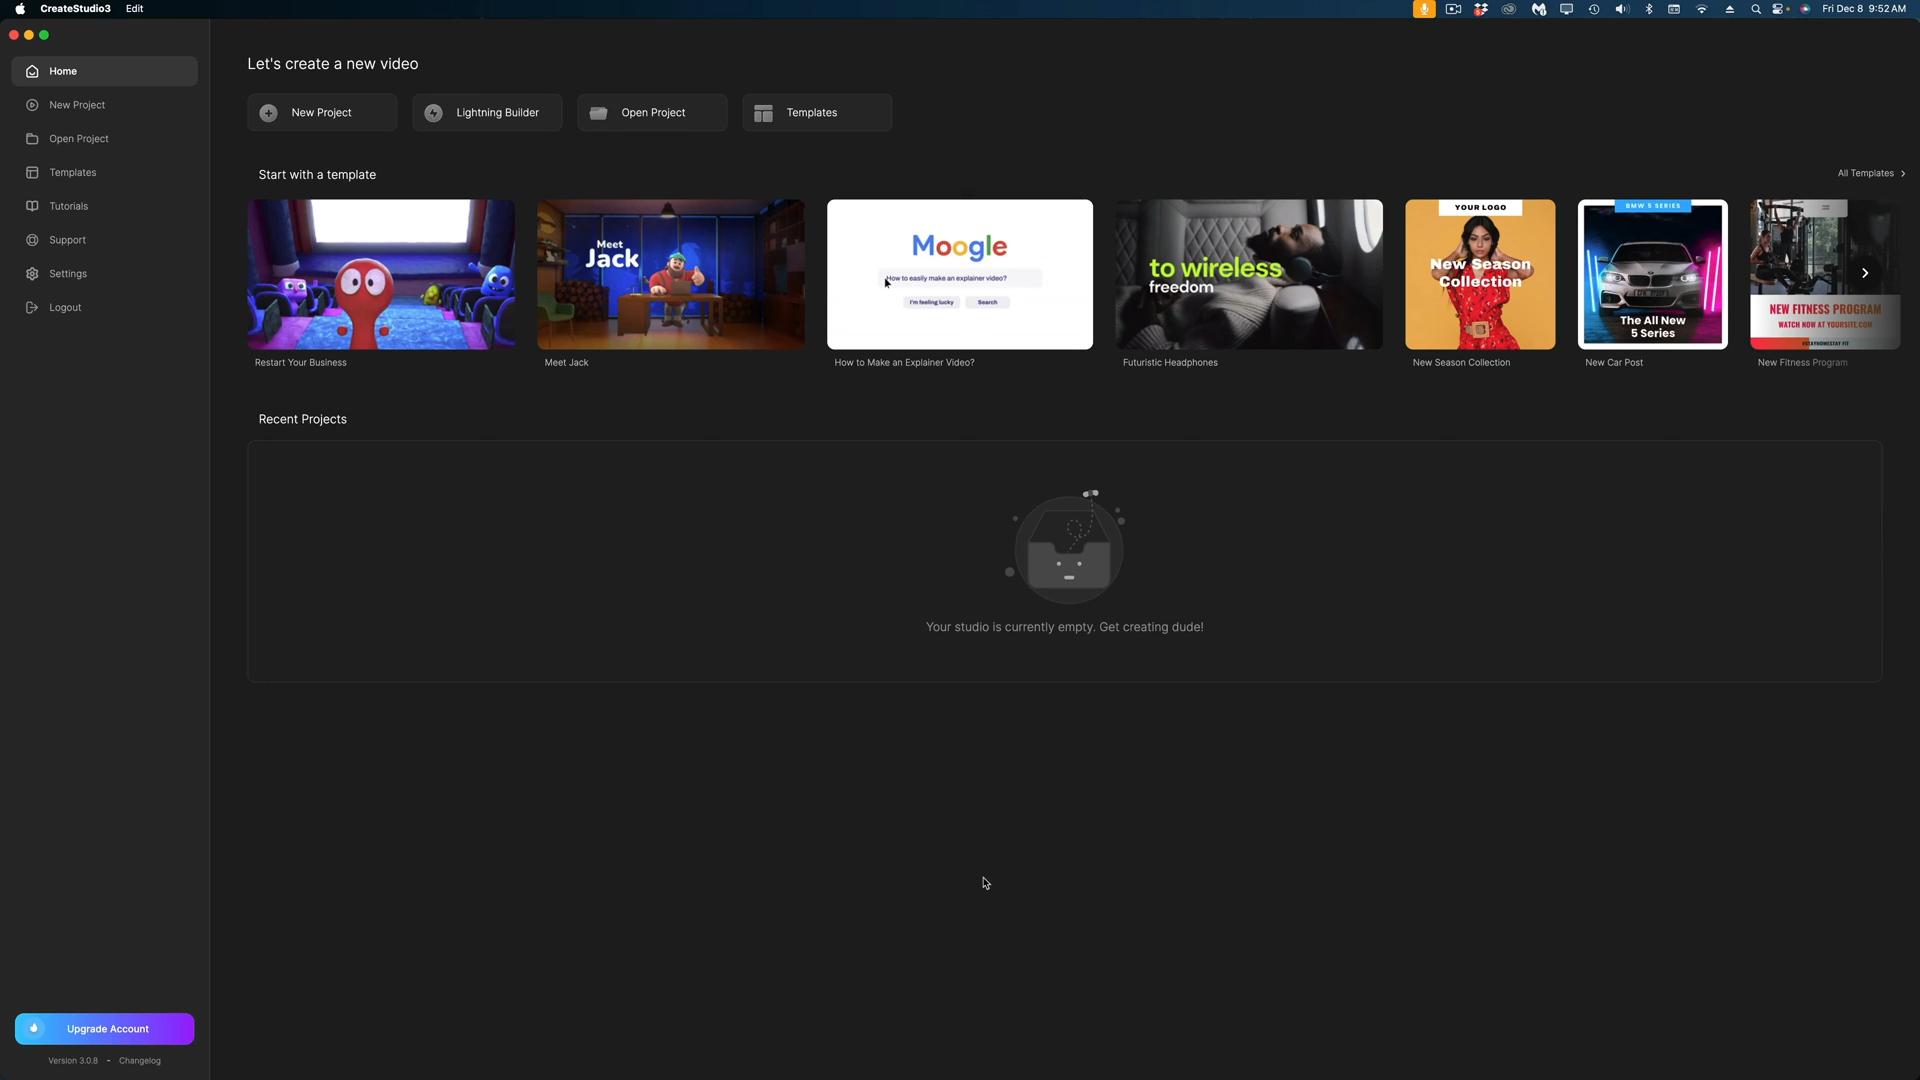 CreateStudio3 Edit
Fri Dec 8 9:52 AM
Home
New Project
Open Project
Templates
Tutorials
Support
Settings
Logout
Upgrade Account
Version 3.0.8 - Changelog
Let's create a new video
New Project
Lightning Builder
Open Project
Templates
Start with a template
All Templates
Meet
Jack
Moogle
How to easily make an explainer video?
I'm feeling lucky
Search
to wireless
freedom
YOUR LOGO
New Season
Collection
BMW 5 SERIES
The All New
5 Series
NEW FITNESS PROGRAM
WATCH NOW AT YOURSITE.COM
#STAYHOMESTAY FIT
Restart Your Business
Meet Jack
How to Make an Explainer Video?
Futuristic Headphones
New Season Collection
New Car Post
New Fitness Program
Recent Projects
Your studio is currently empty. Get creating dude!